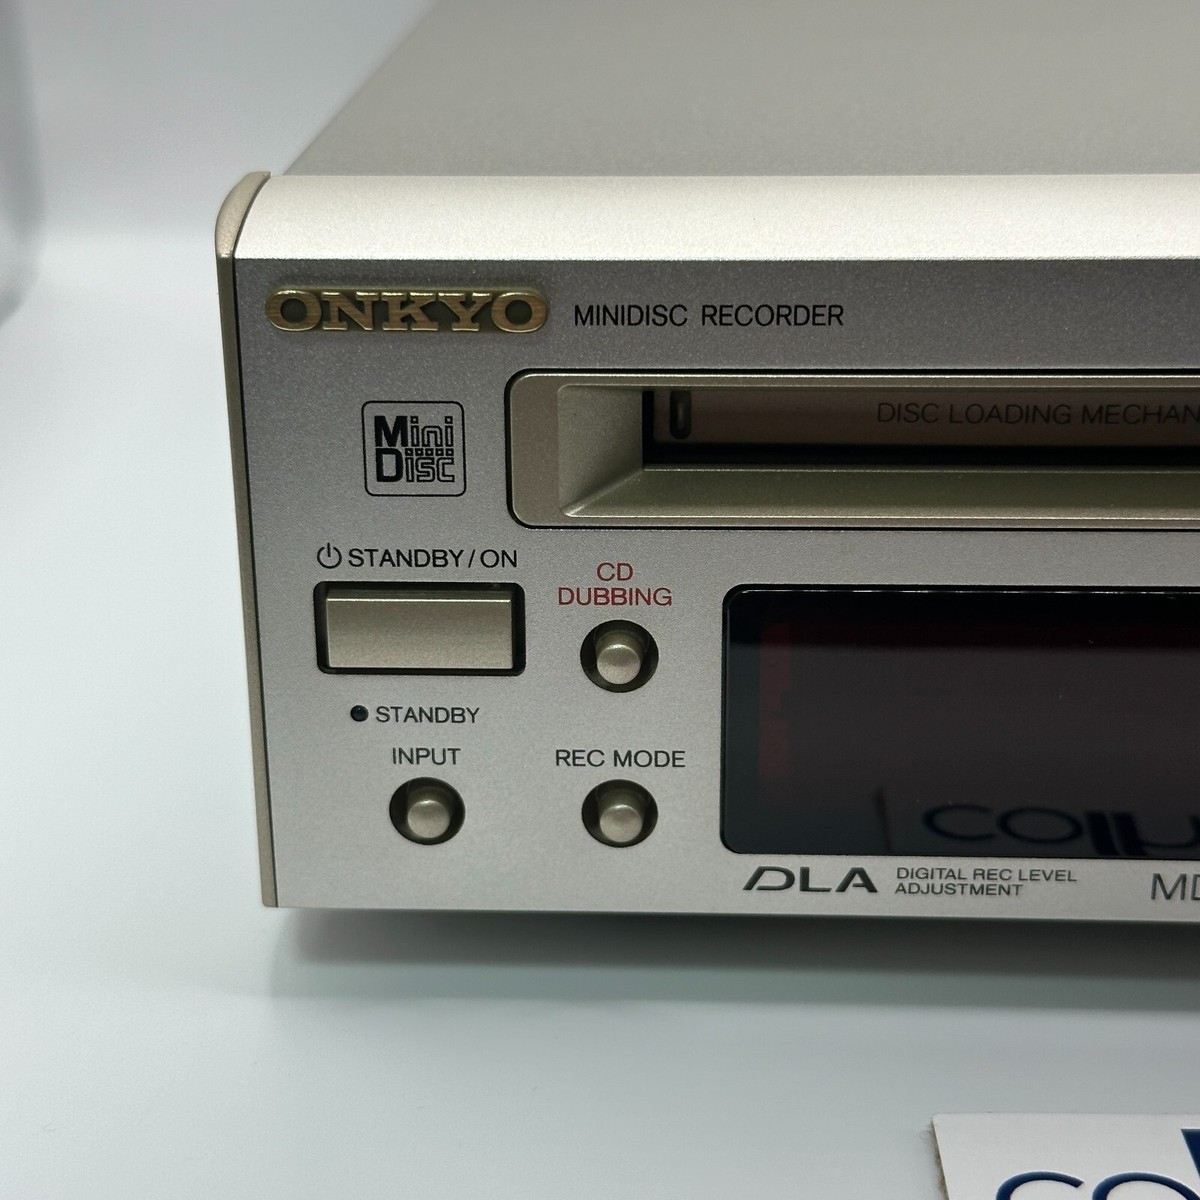 ONKYO MINIDISC RECORDER
DISC LOADING MECHAN
Mini
Disc
STANDBY/ON
CD
DUBBING
STANDBY
INPUT
REC MODE
DLA DIGITAL REC LEVEL
ADJUSTMENT
MD